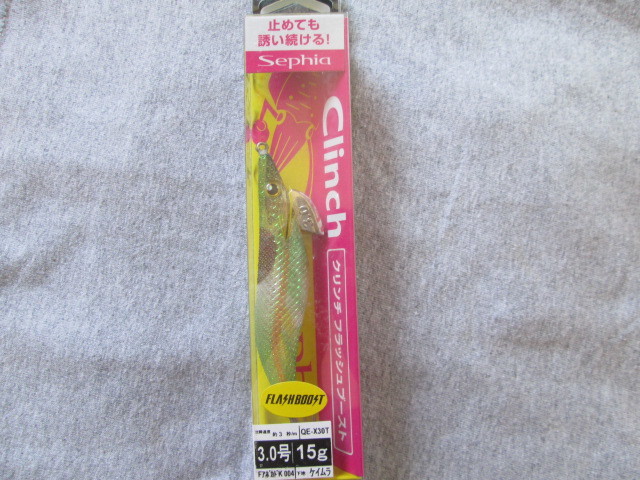 止めても
誘い続ける!
Sephia
Clinch
クリンチ フラッシュブースト
FLASHBOOST
QE-X30T
3.0号
15g
004
ケイムラ